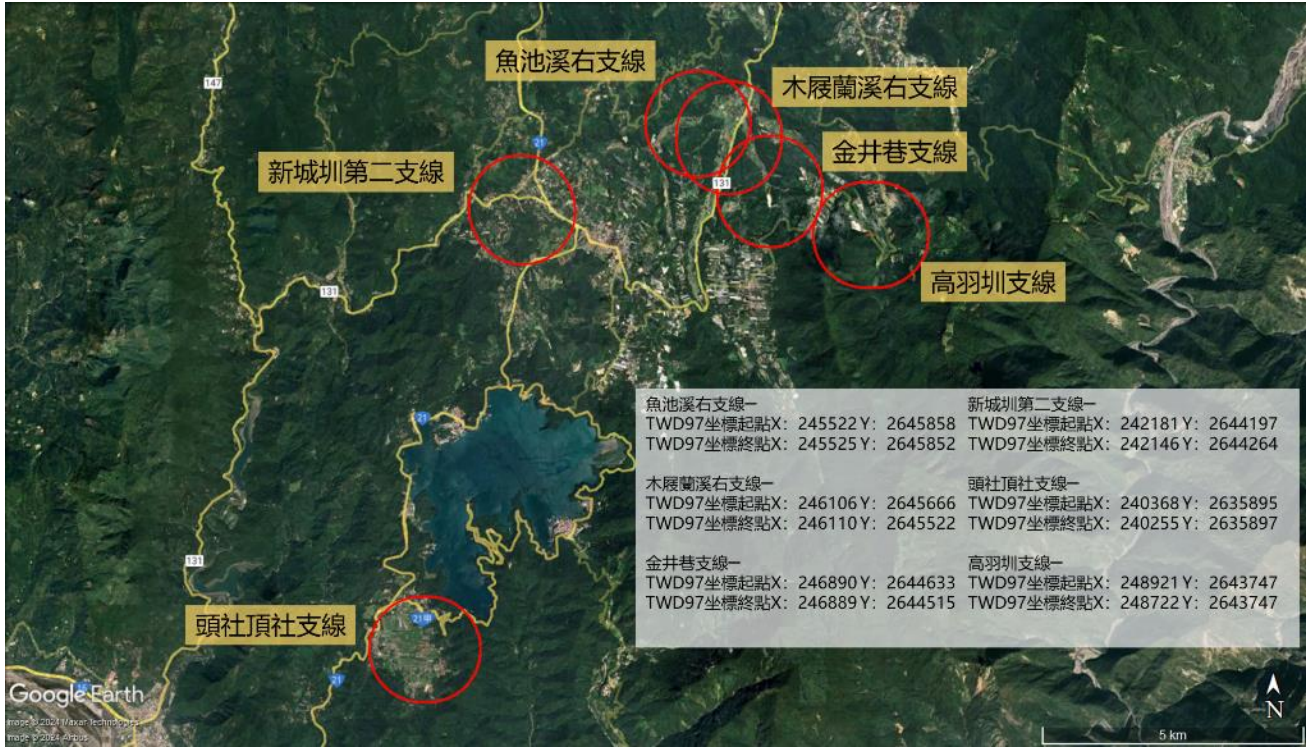 魚池溪右支線
木屐蘭溪右支線
147
21
金井巷支線
新城圳第二支線
131
高羽圳支線
131
21
魚池溪右支線─
TWD97坐標起點X：245522 Y：2645858
TWD97坐標終點X：245525 Y：2645852
新城圳第二支線─
TWD97坐標起點X：242181 Y：2644197
TWD97坐標終點X：242146 Y：2644264
木屐蘭溪右支線─
TWD97坐標起點X：246106 Y：2645666
TWD97坐標終點X：246110 Y：2645522
頭社頂社支線─
TWD97坐標起點X：240368 Y：2635895
TWD97坐標終點X：240255 Y：2635897
金井巷支線─
TWD97坐標起點X：246890 Y：2644633
TWD97坐標終點X：246889 Y：2644515
高羽圳支線─
TWD97坐標起點X：248921 Y：2643747
TWD97坐標終點X：248722 Y：2643747
131
頭社頂社支線
21甲
21
Google Earth
Image © 2024 Maxar Technologies
Image © 2024 Airbus
N
5 km